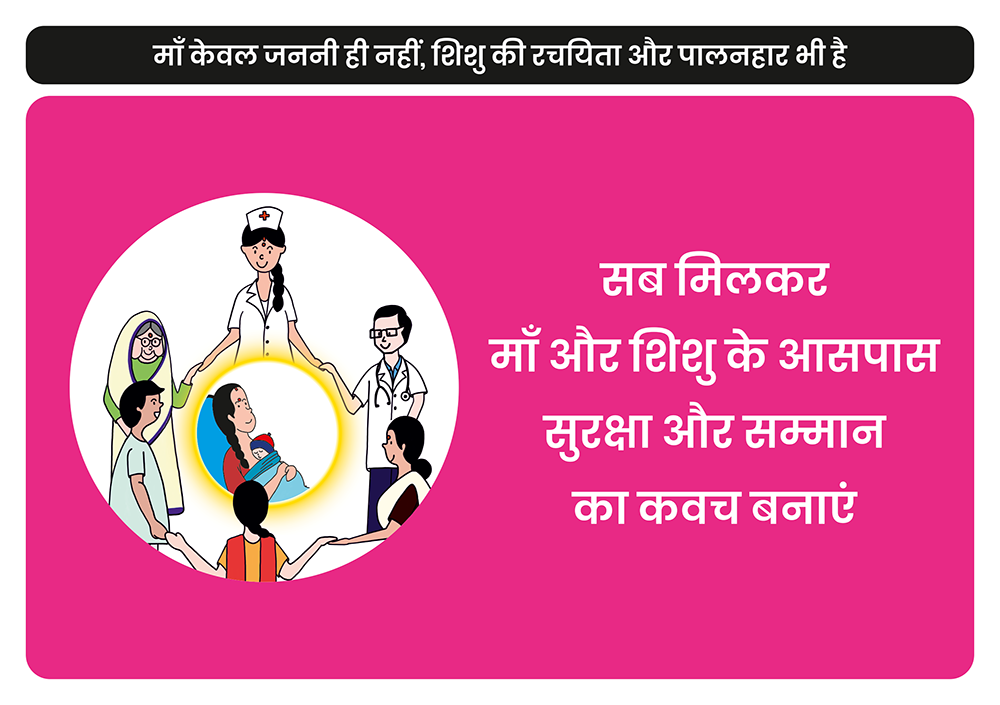 माँ केवल जननी ही नहीं, शिशु की रचयिता और पालनहार भी है
सब मिलकर
माँ और शिशु के आसपास
सुरक्षा और सम्मान
का कवच बनाएं